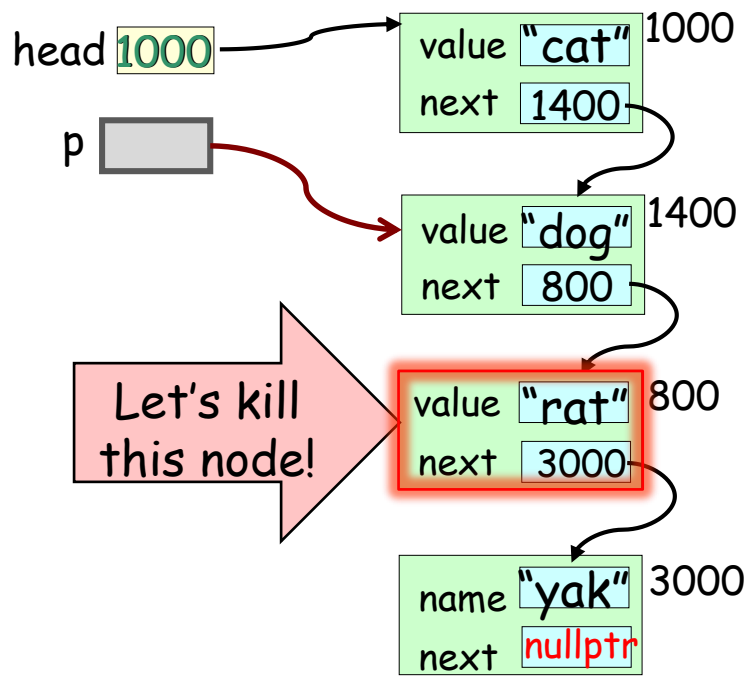 head 1000
value "cat" 1000
next 1400
p
value "dog" 1400
next 800
Let's kill
this node!
value "rat" 800
next 3000
name "yak" 3000
next nullptr